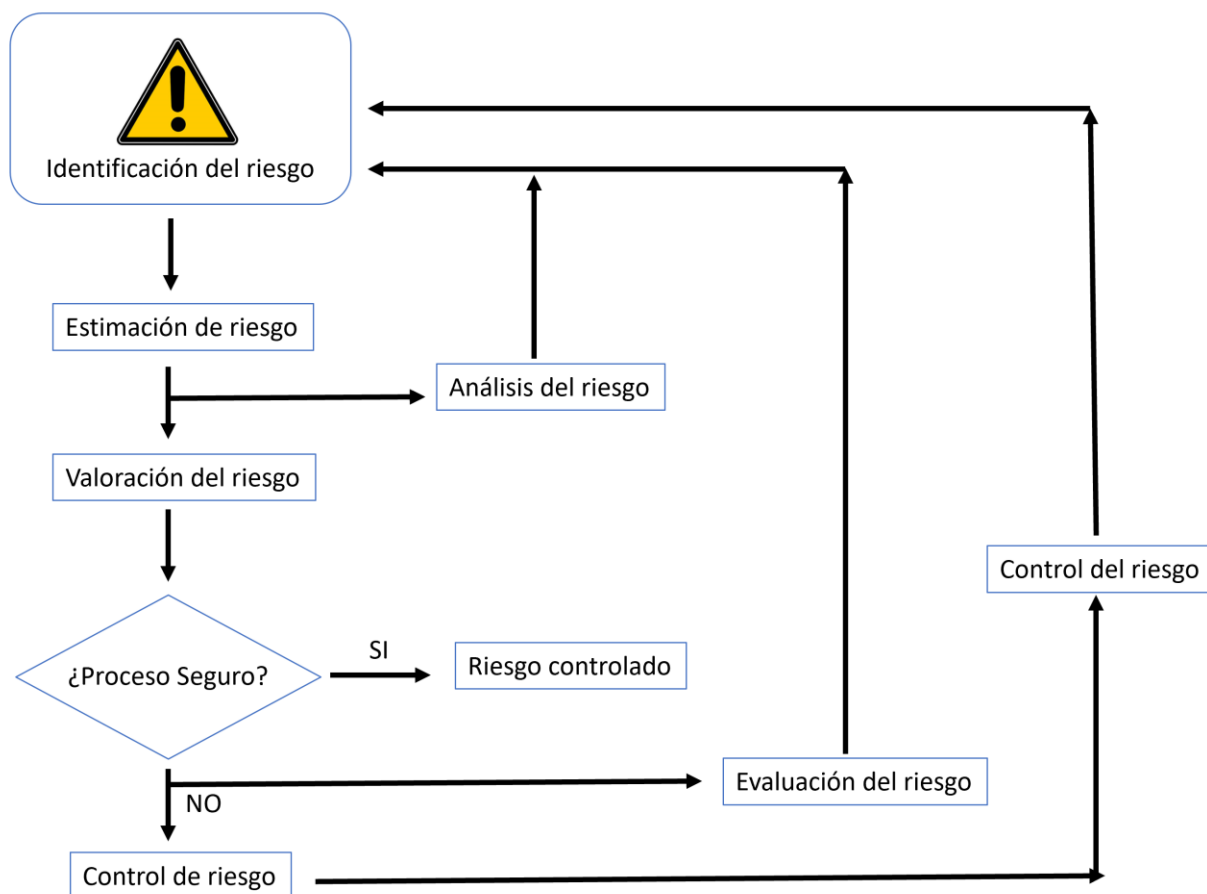 Identificación del riesgo
Estimación de riesgo
Análisis del riesgo
Valoración del riesgo
Control del riesgo
¿Proceso Seguro?
SI
Riesgo controlado
Evaluación del riesgo
NO
Control de riesgo